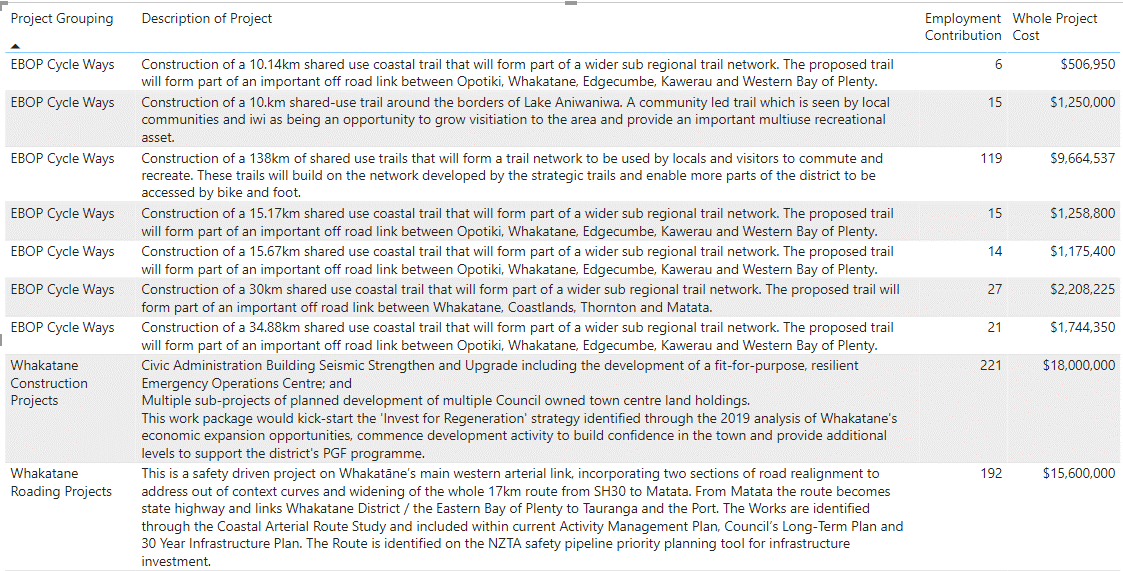 Project Grouping Description of Project Employment Contribution Whole Project Cost
EBOP Cycle Ways Construction of a 10.14km shared use coastal trail that will form part of a wider sub regional trail network. The proposed trail 6 $506,950
will form part of an important off road link between Opotiki, Whakatane, Edgecumbe, Kawerau and Western Bay of Plenty.
EBOP Cycle Ways Construction of a 10.km shared-use trail around the borders of Lake Aniwaniwa. A community led trail which is seen by local 15 $1,250,000
communities and iwi as being an opportunity to grow visitiation to the area and provide an important multiuse recreational
asset.
EBOP Cycle Ways Construction of a 138km of shared use trails that will form a trail network to be used by locals and visitors to commute and 119 $9,664,537
recreate. These trails will build on the network developed by the strategic trails and enable more parts of the district to be
accessed by bike and foot.
EBOP Cycle Ways Construction of a 15.17km shared use coastal trail that will form part of a wider sub regional trail network. The proposed trail 15 $1,258,800
will form part of an important off road link between Opotiki, Whakatane, Edgecumbe, Kawerau and Western Bay of Plenty.
EBOP Cycle Ways Construction of a 15.67km shared use coastal trail that will form part of a wider sub regional trail network. The proposed trail 14 $1,175,400
will form part of an important off road link between Opotiki, Whakatane, Edgecumbe, Kawerau and Western Bay of Plenty.
EBOP Cycle Ways Construction of a 30km shared use coastal trail that will form part of a wider sub regional trail network. The proposed trail will 27 $2,208,225
form part of an important off road link between Whakatane, Coastlands, Thornton and Matata.
EBOP Cycle Ways Construction of a 34.88km shared use coastal trail that will form part of a wider sub regional trail network. The proposed trail 21 $1,744,350
will form part of an important off road link between Opotiki, Whakatane, Edgecumbe, Kawerau and Western Bay of Plenty.
Whakatane Civic Administration Building Seismic Strengthen and Upgrade including the development of a fit-for-purpose, resilient 221 $18,000,000
Construction Emergency Operations Centre; and
Projects Multiple sub-projects of planned development of multiple Council owned town centre land holdings.
This work package would kick-start the 'Invest for Regeneration' strategy identified through the 2019 analysis of Whakatane's
economic expansion opportunities, commence development activity to build confidence in the town and provide additional
levels to support the district's PGF programme.
Whakatane This is a safety driven project on Whakatāne's main western arterial link, incorporating two sections of road realignment to 192 $15,600,000
Roading Projects address out of context curves and widening of the whole 17km route from SH30 to Matata. From Matata the route becomes
state highway and links Whakatane District / the Eastern Bay of Plenty to Tauranga and the Port. The Works are identified
through the Coastal Arterial Route Study and included within current Activity Management Plan, Council's Long-Term Plan and
30 Year Infrastructure Plan. The Route is identified on the NZTA safety pipeline priority planning tool for infrastructure
investment.